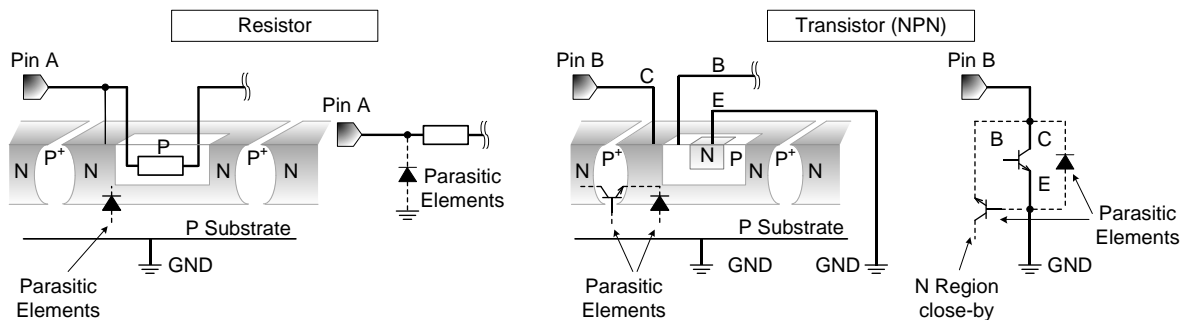 Resistor
Pin A
N
P+
N
P
N
P+
N
P Substrate
GND
Parasitic
Elements
Pin A
Parasitic
Elements
Transistor (NPN)
Pin B
C
B
E
N
P+
N
N
P
N
P+
N
P Substrate
GND
GND
Parasitic
Elements
Pin B
B
C
E
Parasitic
Elements
GND
N Region
close-by